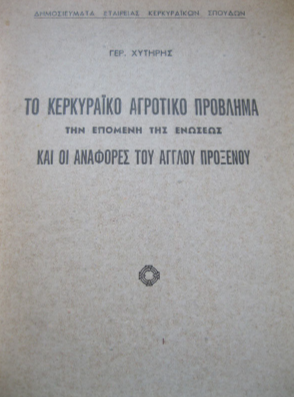 ΔΗΜΟΣΙΕΥΜΑΤΑ ΕΤΑΙΡΕΙΑΣ ΚΕΡΚΥΡΑΪΚΩΝ ΣΠΟΥΔΩΝ
ΓΕΡ. ΧΥΤΗΡΗΣ
ΤΟ ΚΕΡΚΥΡΑΪΚΟ ΑΓΡΟΤΙΚΟ ΠΡΟΒΛΗΜΑ
ΤΗΝ ΕΠΟΜΕΝΗ ΤΗΣ ΕΝΩΣΕΩΣ
ΚΑΙ ΟΙ ΑΝΑΦΟΡΕΣ ΤΟΥ ΑΓΓΛΟΥ ΠΡΟΞΕΝΟΥ